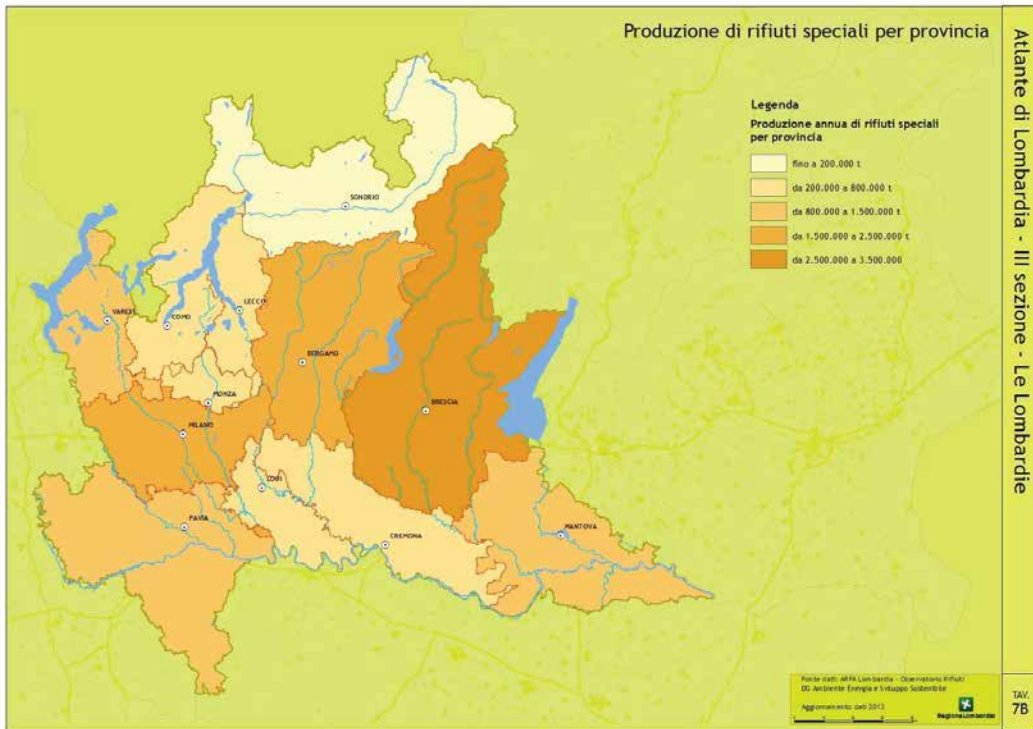 Produzione di rifiuti speciali per provincia
Legenda
Produzione annua di rifiuti speciali
per provincia
fino a 200.000 t
da 200.000 a 800.000 t
da 800.000 a 1.500.000 t
da 1.500.000 a 2.500.000 t
da 2.500.000 a 3.500.000
SONDRIO
LECCO
VARESE
COMO
BERGAMO
MONZA
BRESCIA
MILANO
LODI
PAVIA
MANTOVA
CREMONA
Fonte dati: ARPA Lombardia - Osservatorio Rifiuti
DG Ambiente Energia e Sviluppo Sostenibile
Aggiornamento dati 2012
RegioneLombardia
Atlante di Lombardia - III sezione - Le Lombardie
TAV.
7B